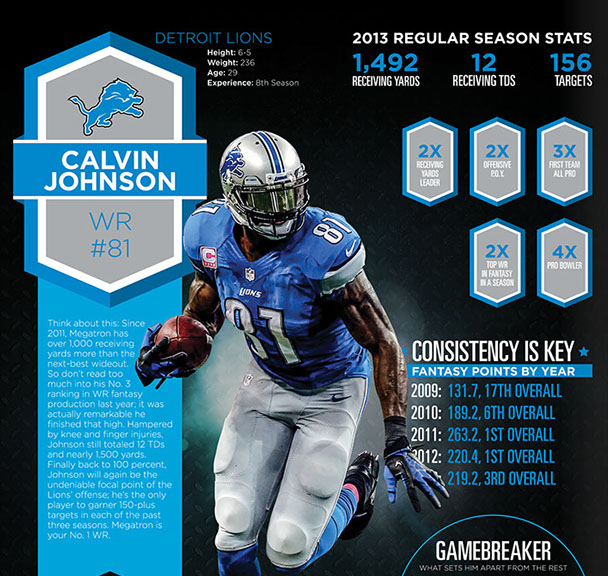 DETROIT LIONS
Height: 6-5
Weight: 236
Age: 29
Experience: 8th Season
2013 REGULAR SEASON STATS
1,492
RECEIVING YARDS
12
RECEIVING TDS
156
TARGETS
CALVIN
JOHNSON
WR
#81
2X
RECEIVING
YARDS
LEADER
2X
OFFENSIVE
P.O.Y.
3X
FIRST TEAM
ALL PRO
2X
TOP WR
IN FANTASY
IN A SEASON
4X
PRO BOWLER
81
C
LIONS
81
Think about this: Since
2011, Megatron has
over 1,000 receiving
yards more than the
next-best wideout.
So don't read too
much into his No. 3
ranking in WR fantasy
production last year; it was
actually remarkable he
finished that high. Hampered
by knee and finger injuries,
Johnson still totaled 12 TDs
and nearly 1,500 yards.
Finally back to 100 percent,
Johnson will again be the
undeniable focal point of the
Lions' offense; he's the only
player to garner 150-plus
targets in each of the past
three seasons. Megatron is
your No. 1 WR.
CONSISTENCY IS KEY
FANTASY POINTS BY YEAR
2009: 131.7, 17TH OVERALL
2010: 189.2, 6TH OVERALL
2011: 263.2, 1ST OVERALL
2012: 220.4, 1ST OVERALL
219.2, 3RD OVERALL
GAMEBREAKER
WHAT SETS HIM APART FROM THE REST